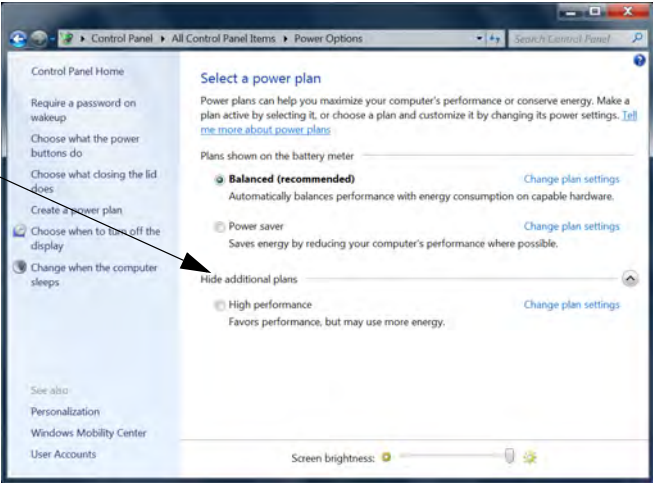 Control Panel ▸ All Control Panel Items ▸ Power Options
Search Control Panel
Control Panel Home
Require a password on
wakeup
Choose what the power
buttons do
Choose what closing the lid
does
Create a power plan
Choose when to turn off the
display
Change when the computer
sleeps
See also
Personalization
Windows Mobility Center
User Accounts
Select a power plan
Power plans can help you maximize your computer's performance or conserve energy. Make a
plan active by selecting it, or choose a plan and customize it by changing its power settings. Tell
me more about power plans
Plans shown on the battery meter
Balanced (recommended) Change plan settings
Automatically balances performance with energy consumption on capable hardware.
Power saver Change plan settings
Saves energy by reducing your computer's performance where possible.
Hide additional plans
High performance Change plan settings
Favors performance, but may use more energy.
Screen brightness: